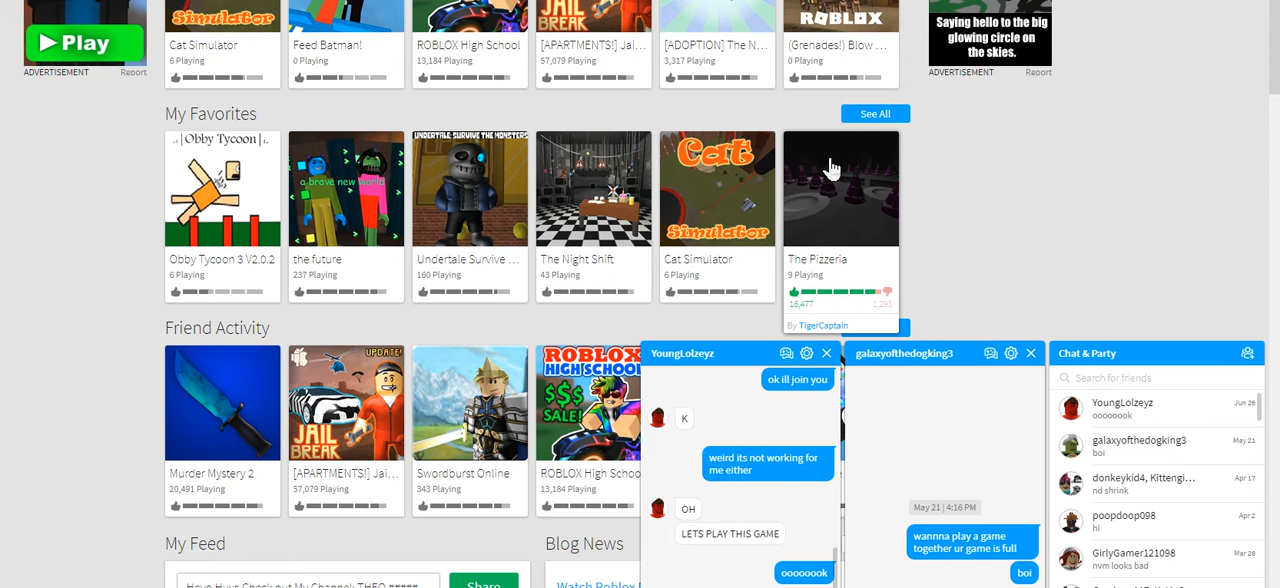 Play
ADVERTISEMENT Report
Simulator
JAIL
BREAK
ROBLOX
Cat Simulator
6 Playing
Feed Batman!
0 Playing
ROBLOX High School
13,184 Playing
[APARTMENTS!] Jai...
57,079 Playing
[ADOPTION] The N...
3,317 Playing
(Grenades!) Blow ...
0 Playing
Saying hello to the big
glowing circle on
the skies.
ADVERTISEMENT Report
My Favorites
See All
.:|Obby Tycoon|:.
a brave new world
UNDERTALE: SURVIVE THE MONSTERS
Cat
Simulator
Obby Tycoon 3 V2.0.2
6 Playing
the future
237 Playing
Undertale Survive ...
160 Playing
The Night Shift
43 Playing
Cat Simulator
6 Playing
The Pizzeria
9 Playing
16,477 1,291
By TigerCaptain
Friend Activity
UPDATE!
JAIL
BREAK
ROBLOX
HIGH SCHOOL
$$$
SALE!
Murder Mystery 2
20,491 Playing
[APARTMENTS!] Jai...
57,079 Playing
Swordburst Online
343 Playing
ROBLOX High Schoo
13,184 Playing
My Feed
Blog News
Share
YoungLolzeyz
ok ill join you
K
weird its not working for
me either
OH
LETS PLAY THIS GAME
ooooooook
galaxyofthedogking3
May 21 | 4:16 PM
wannna play a game
together ur game is full
boi
Chat & Party
Search for friends
YoungLolzeyz Jun 26
ooooooook
galaxyofthedogking3 May 21
boi
donkeykid4, Kittengi... Apr 17
nd shrink
poopdoop098 Apr 2
hi
GirlyGamer121098 Mar 26
nvm looks bad